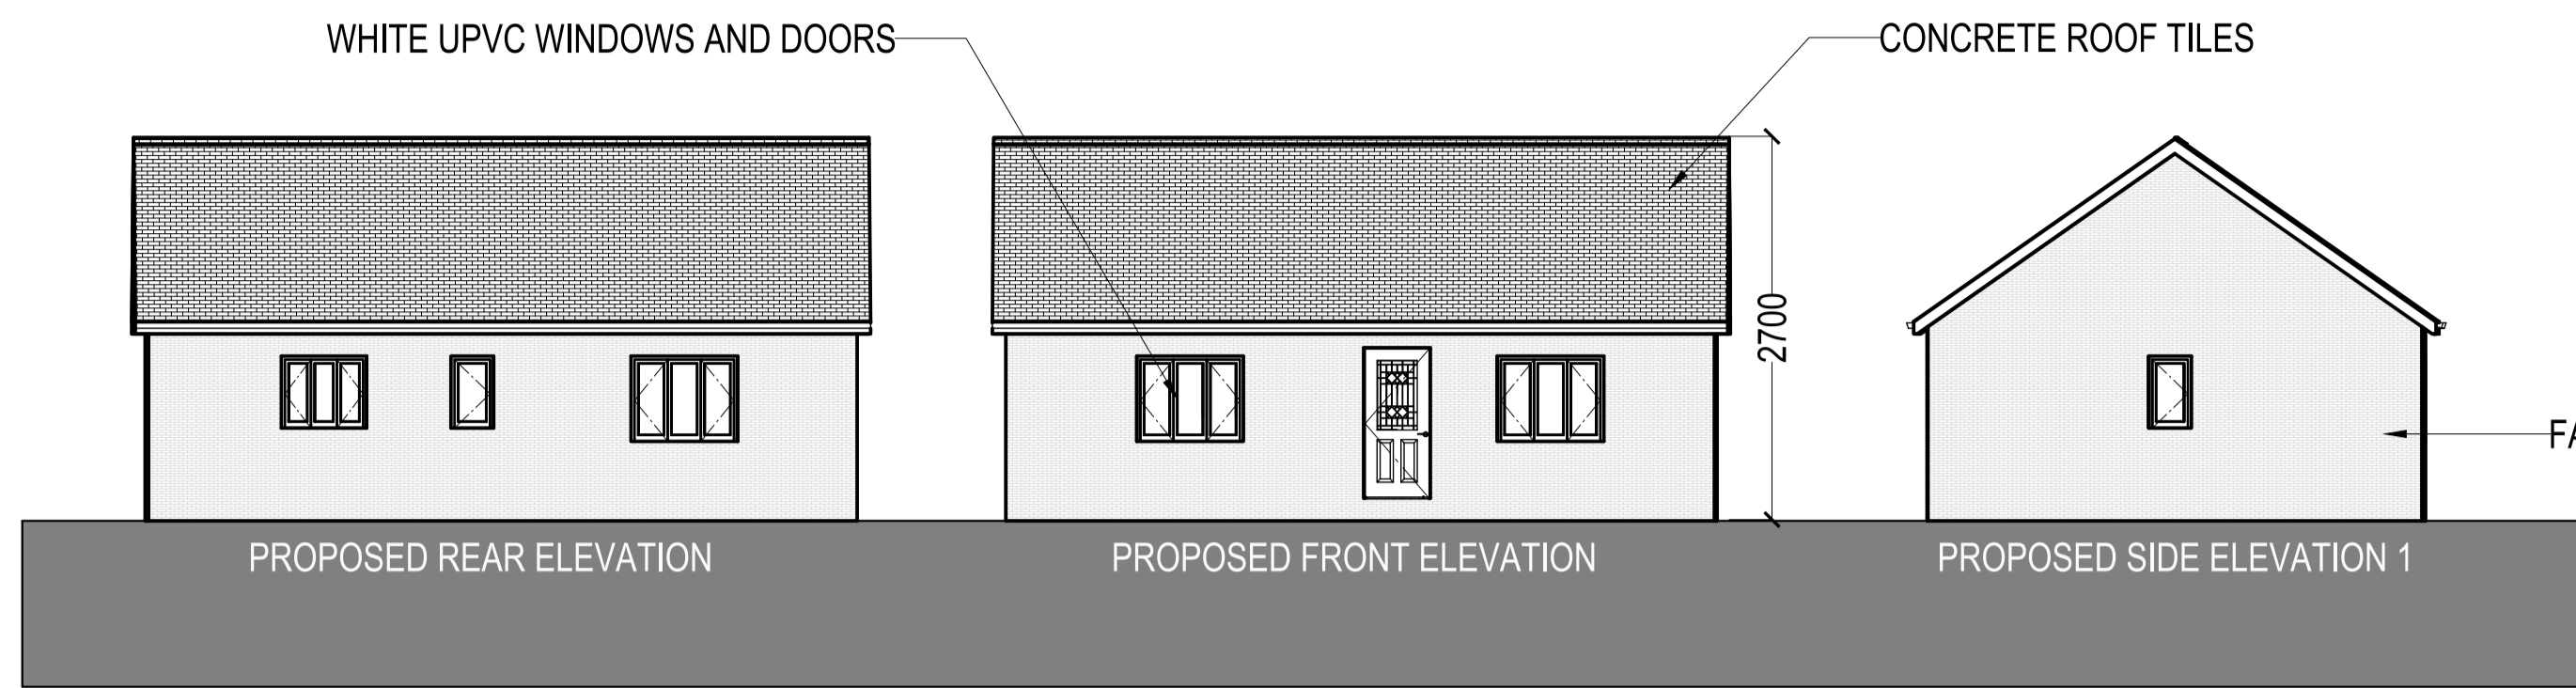 WHITE UPVC WINDOWS AND DOORS
CONCRETE ROOF TILES
2700
FA
PROPOSED REAR ELEVATION
PROPOSED FRONT ELEVATION
PROPOSED SIDE ELEVATION 1